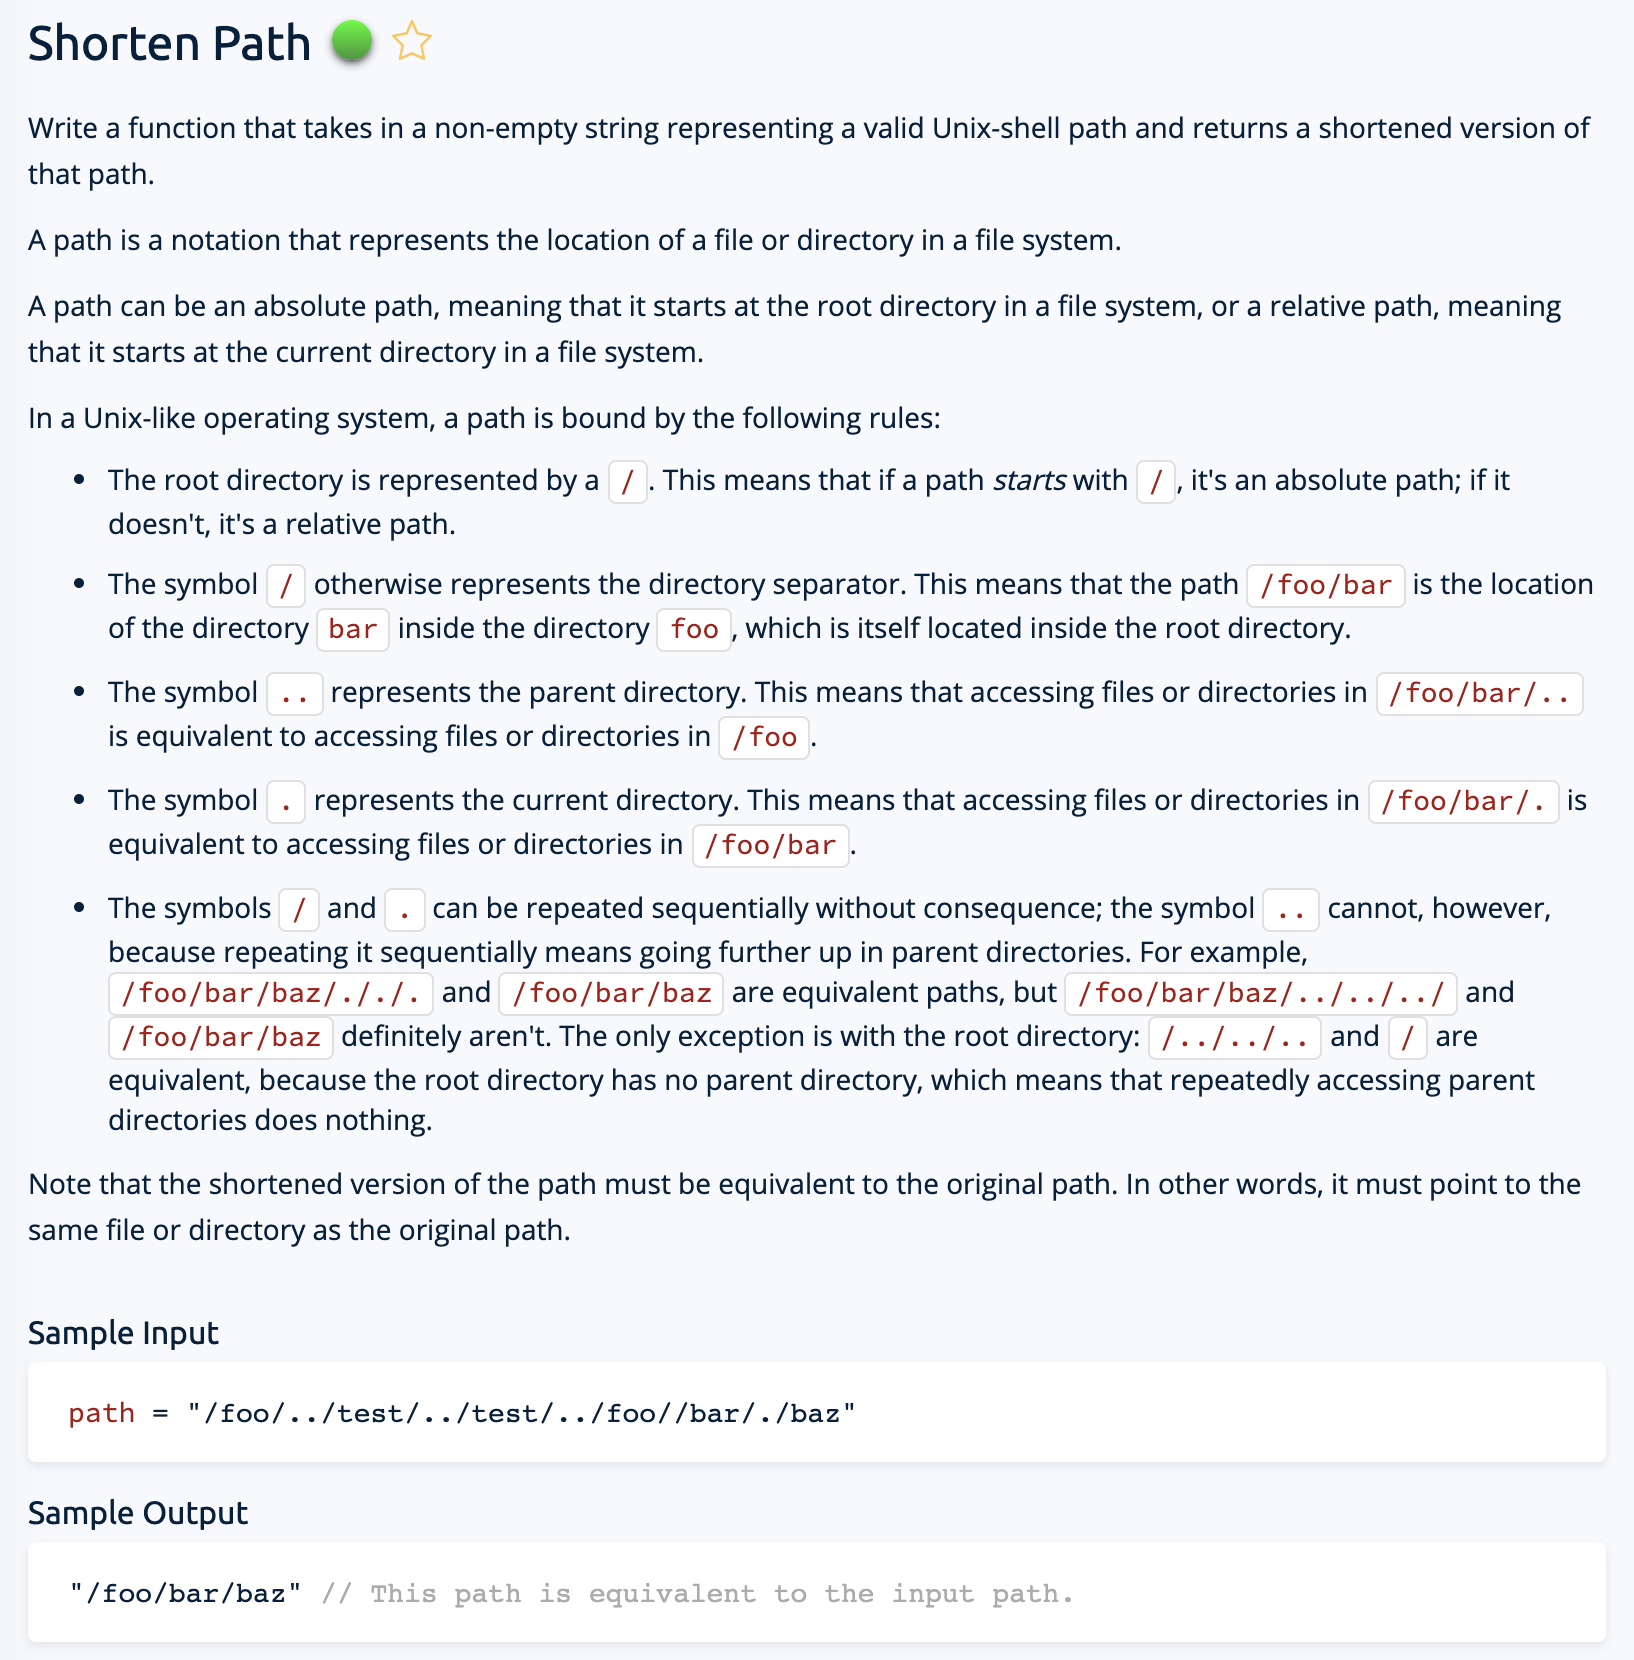 Shorten Path
Write a function that takes in a non-empty string representing a valid Unix-shell path and returns a shortened version of
that path.
A path is a notation that represents the location of a file or directory in a file system.
A path can be an absolute path, meaning that it starts at the root directory in a file system, or a relative path, meaning
that it starts at the current directory in a file system.
In a Unix-like operating system, a path is bound by the following rules:
• The root directory is represented by a / . This means that if a path starts with / , it's an absolute path; if it
doesn't, it's a relative path.
• The symbol / otherwise represents the directory separator. This means that the path /foo/bar is the location
of the directory bar inside the directory foo , which is itself located inside the root directory.
• The symbol .. represents the parent directory. This means that accessing files or directories in /foo/bar/..
is equivalent to accessing files or directories in /foo .
• The symbol . represents the current directory. This means that accessing files or directories in /foo/bar/. is
equivalent to accessing files or directories in /foo/bar .
• The symbols / and . can be repeated sequentially without consequence; the symbol .. cannot, however,
because repeating it sequentially means going further up in parent directories. For example,
/foo/bar/baz/././. and /foo/bar/baz are equivalent paths, but /foo/bar/baz/../../../ and
/foo/bar/baz definitely aren't. The only exception is with the root directory: /../../.. and / are
equivalent, because the root directory has no parent directory, which means that repeatedly accessing parent
directories does nothing.
Note that the shortened version of the path must be equivalent to the original path. In other words, it must point to the
same file or directory as the original path.
Sample Input
path = "/foo/../test/../test/../foo//bar/./baz"
Sample Output
"/foo/bar/baz" // This path is equivalent to the input path.